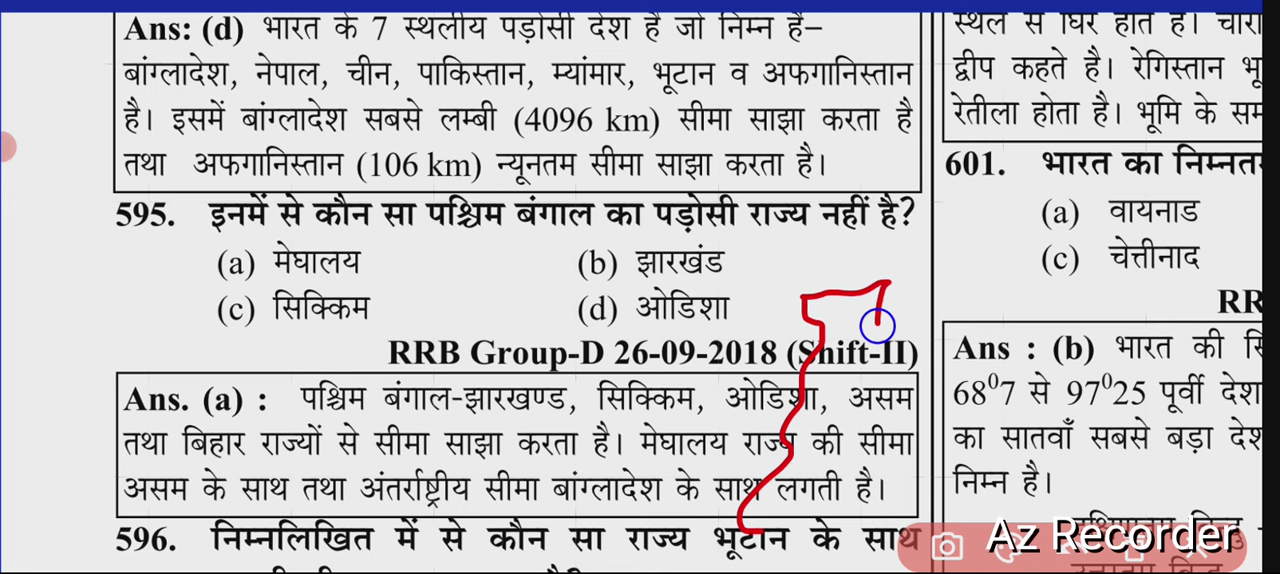 Ans: (d) भारत के 7 स्थलीय पड़ोसी देश हैं जो निम्न हैं–
बांग्लादेश, नेपाल, चीन, पाकिस्तान, म्यांमार, भूटान व अफगानिस्तान
है। इसमें बांग्लादेश सबसे लम्बी (4096 km) सीमा साझा करता है
तथा अफगानिस्तान (106 km) न्यूनतम सीमा साझा करता है।
595. इनमें से कौन सा पश्चिम बंगाल का पड़ोसी राज्य नहीं है?
(a) मेघालय (b) झारखंड
(c) सिक्किम (d) ओडिशा
RRB Group-D 26-09-2018 (Shift-II)
Ans. (a) : पश्चिम बंगाल-झारखण्ड, सिक्किम, ओडिशा, असम
तथा बिहार राज्यों से सीमा साझा करता है। मेघालय राज्य की सीमा
असम के साथ तथा अंतर्राष्ट्रीय सीमा बांग्लादेश के साथ लगती है।
596. निम्नलिखित में से कौन सा राज्य भूटान के साथ
स्थल से घिरे होते हैं। चारों
द्वीप कहते है। रेगिस्तान
रेतीला होता है। भूमि के
601. भारत का
(a) वायनाड
(c) चेत्तीनाद
RR
Ans : (b) भारत की
68⁰7 से 97⁰25 पूर्वी
का सातवाँ सबसे बड़ा
निम्न है।
Az Recorder